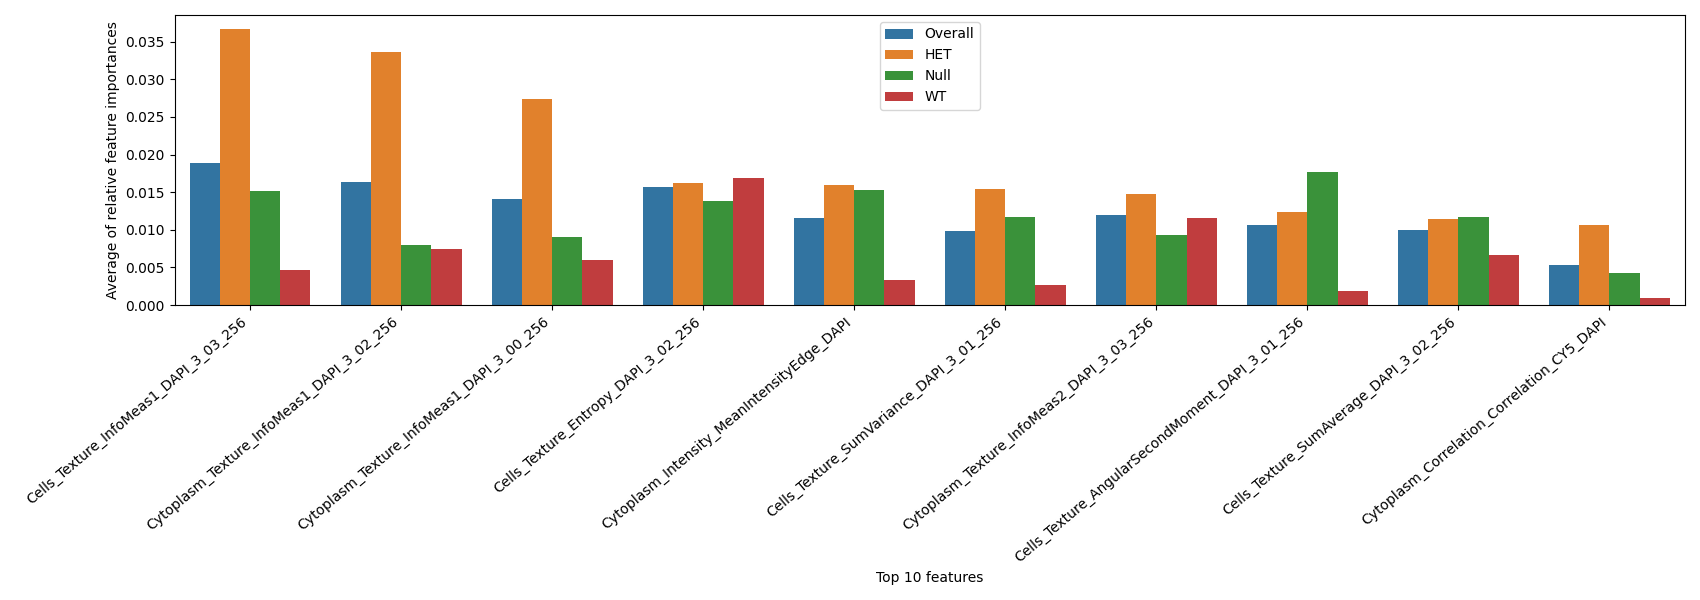 Average of relative feature importances
0.035
0.030
0.025
0.020
0.015
0.010
0.005
0.000
Overall
HET
Null
WT
Cells_Texture_InfoMeas1_DAPI_3_03_256
Cytoplasm_Texture_InfoMeas1_DAPI_3_02_256
Cytoplasm_Texture_InfoMeas1_DAPI_3_00_256
Cells_Texture_Entropy_DAPI_3_02_256
Cytoplasm_Intensity_MeanIntensityEdge_DAPI
Cells_Texture_SumVariance_DAPI_3_01_256
Cytoplasm_Texture_InfoMeas2_DAPI_3_03_256
Cells_Texture_AngularSecondMoment_DAPI_3_01_256
Cells_Texture_SumAverage_DAPI_3_02_256
Cytoplasm_Correlation_Correlation_CY5_DAPI
Top 10 features